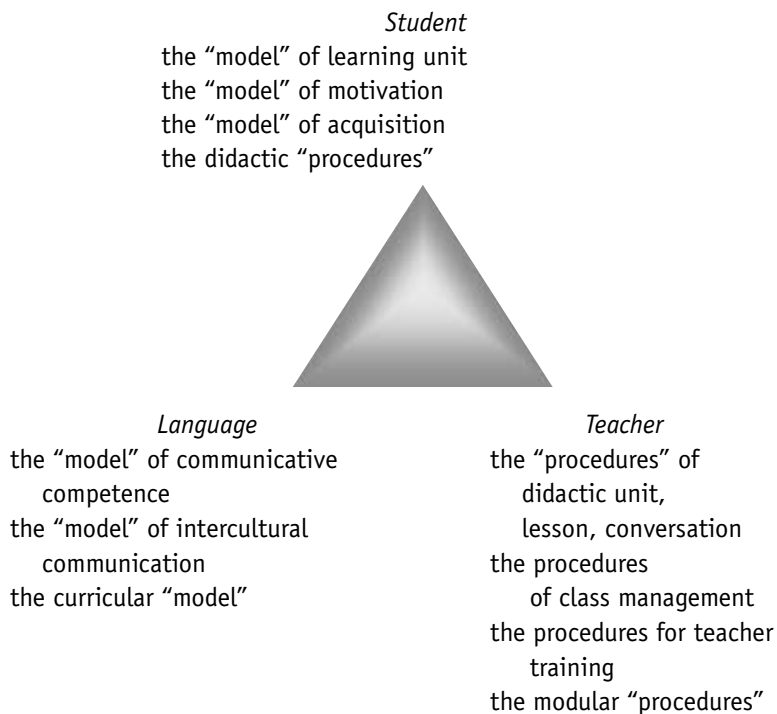 Student
the “model” of learning unit
the “model” of motivation
the “model” of acquisition
the didactic “procedures”
Language
the “model” of communicative
competence
the “model” of intercultural
communication
the curricular “model”
Teacher
the “procedures” of
didactic unit,
lesson, conversation
the procedures
of class management
the procedures for teacher
training
the modular “procedures”